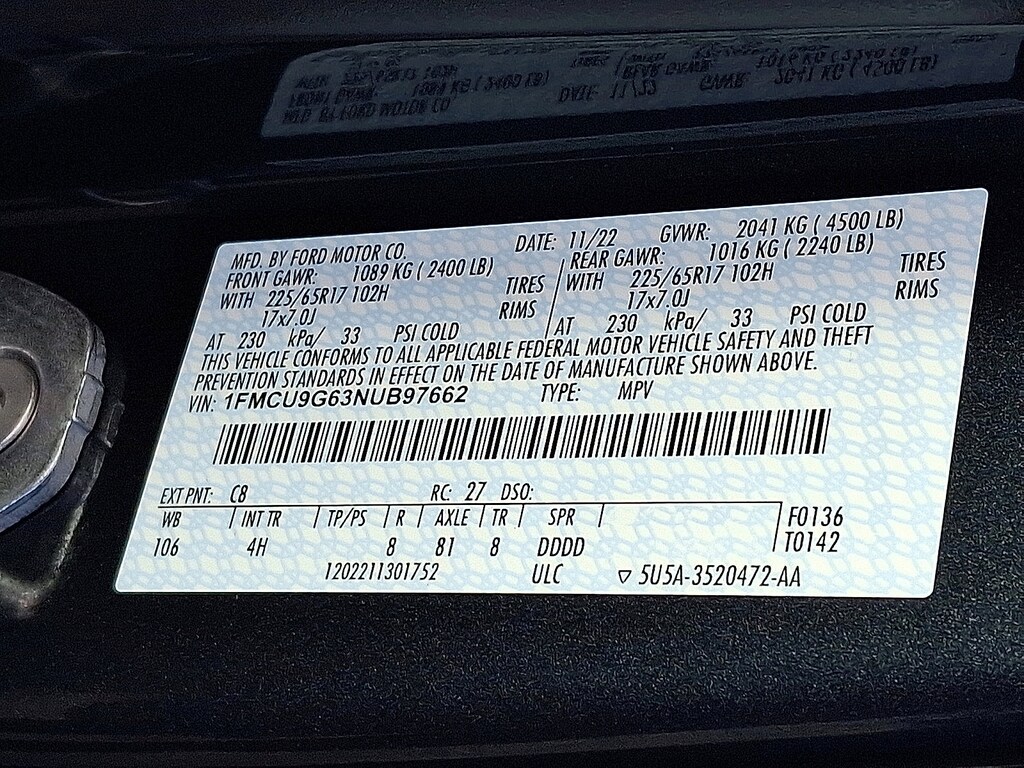 MFD. BY FORD MOTOR CO. DATE: 11/22 GVWR: 2041 KG ( 4500 LB)
FRONT GAWR: 1089 KG ( 2400 LB) REAR GAWR: 1016 KG ( 2240 LB)
WITH 225/65R17 102H TIRES WITH 225/65R17 102H TIRES
17x7.0J RIMS 17x7.0J RIMS
AT 230 kPa/ 33 PSI COLD AT 230 kPa/ 33 PSI COLD
THIS VEHICLE CONFORMS TO ALL APPLICABLE FEDERAL MOTOR VEHICLE SAFETY AND THEFT
PREVENTION STANDARDS IN EFFECT ON THE DATE OF MANUFACTURE SHOWN ABOVE.
VIN: 1FMCU9G63NUB97662 TYPE: MPV
EXT PNT: C8 RC: 27 DSO:
WB INT TR TP/PS R AXLE TR SPR F0136
106 4H 8 81 8 DDDD T0142
1202211301752 ULC ▽ 5U5A-3520472-AA